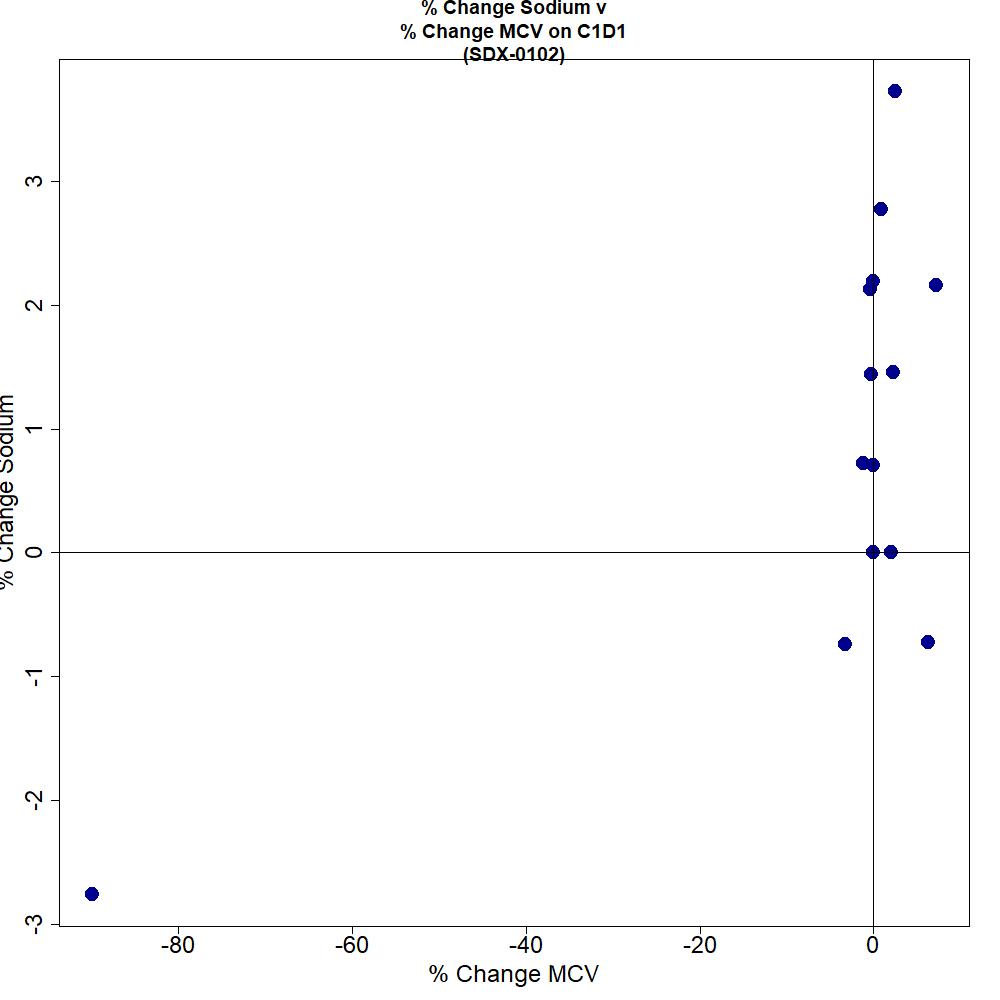 % Change Sodium v
% Change MCV on C1D1
(SDX-0102)
% Change Sodium
3
2
1
0
-1
-2
-3
-80
-60
-40
-20
0
% Change MCV